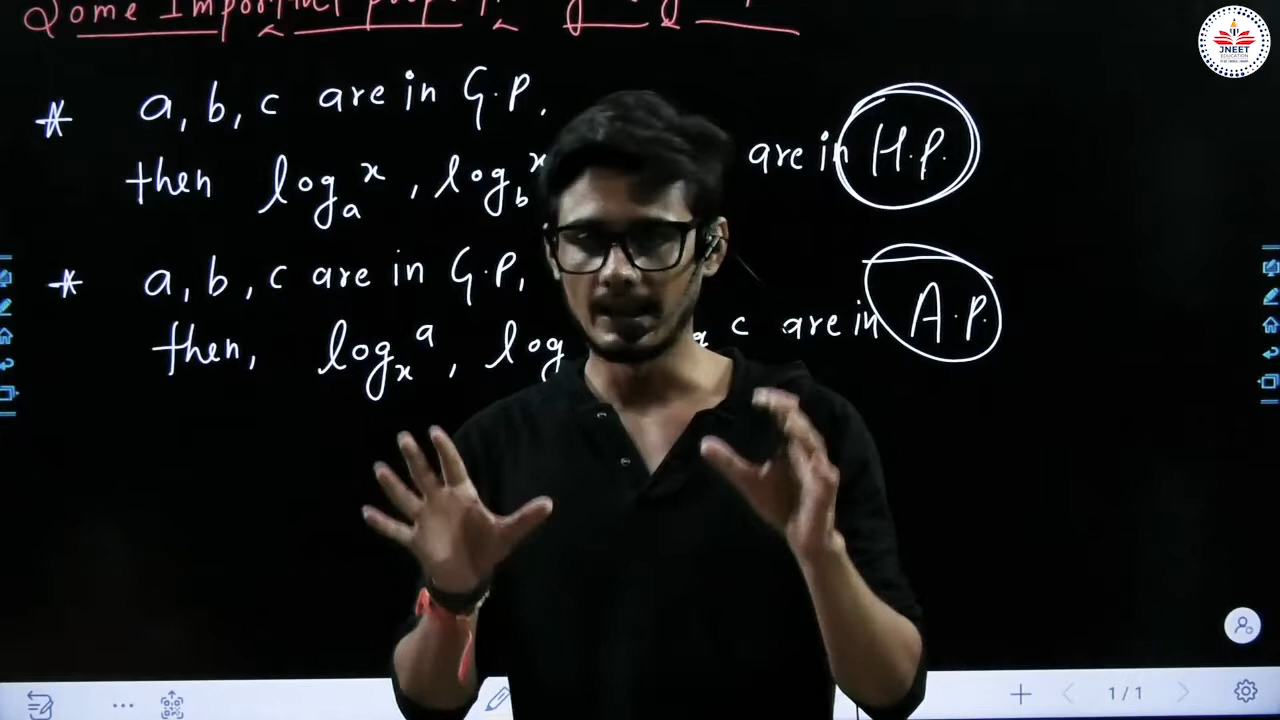 Some Important
* a, b, c are in G.P,
then log_a x, log_b x are in H.P.
* a, b, c are in G.P,
then, log_x a, log c are in A.P.
JNEET
EDUCATION
1/1